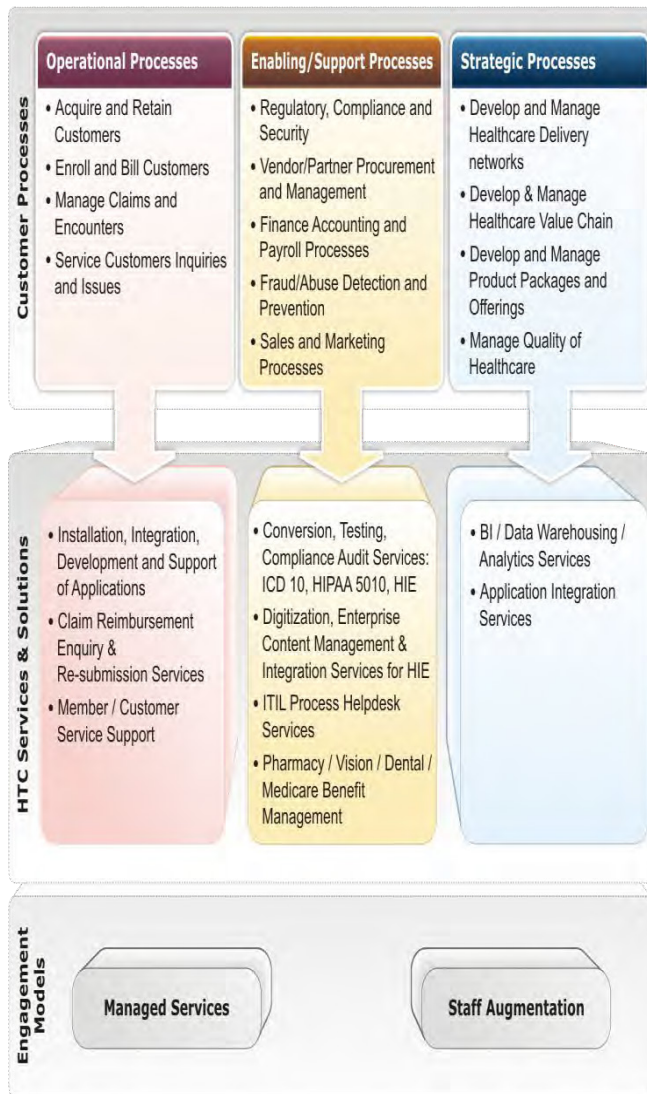 Customer Processes
Operational Processes
• Acquire and Retain
Customers
• Enroll and Bill Customers
• Manage Claims and
Encounters
• Service Customers Inquiries
and Issues
Enabling/Support Processes
• Regulatory, Compliance and
Security
• Vendor/Partner Procurement
and Management
• Finance Accounting and
Payroll Processes
• Fraud/Abuse Detection and
Prevention
• Sales and Marketing
Processes
Strategic Processes
• Develop and Manage
Healthcare Delivery
networks
• Develop & Manage
Healthcare Value Chain
• Develop and Manage
Product Packages and
Offerings
• Manage Quality of
Healthcare
HTC Services & Solutions
• Installation, Integration,
Development and Support
of Applications
• Claim Reimbursement
Enquiry &
Re-submission Services
• Member / Customer
Service Support
• Conversion, Testing,
Compliance Audit Services:
ICD 10, HIPAA 5010, HIE
• Digitization, Enterprise
Content Management &
Integration Services for HIE
• ITIL Process Helpdesk
Services
• Pharmacy / Vision / Dental /
Medicare Benefit
Management
• BI / Data Warehousing /
Analytics Services
• Application Integration
Services
Engagement
Models
Managed Services
Staff Augmentation